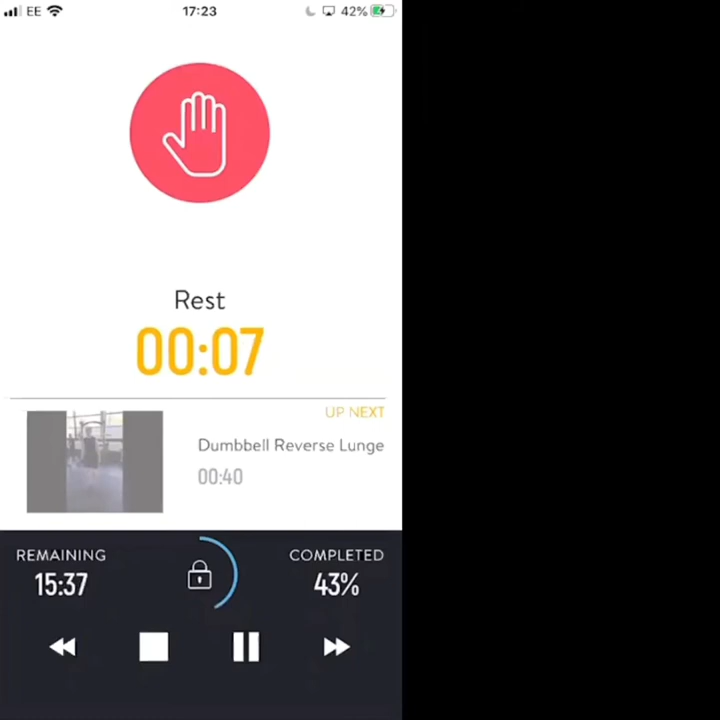 EE 17:23 42%
Rest
00:07
UP NEXT
Dumbbell Reverse Lunge
00:40
REMAINING COMPLETED
15:37 43%